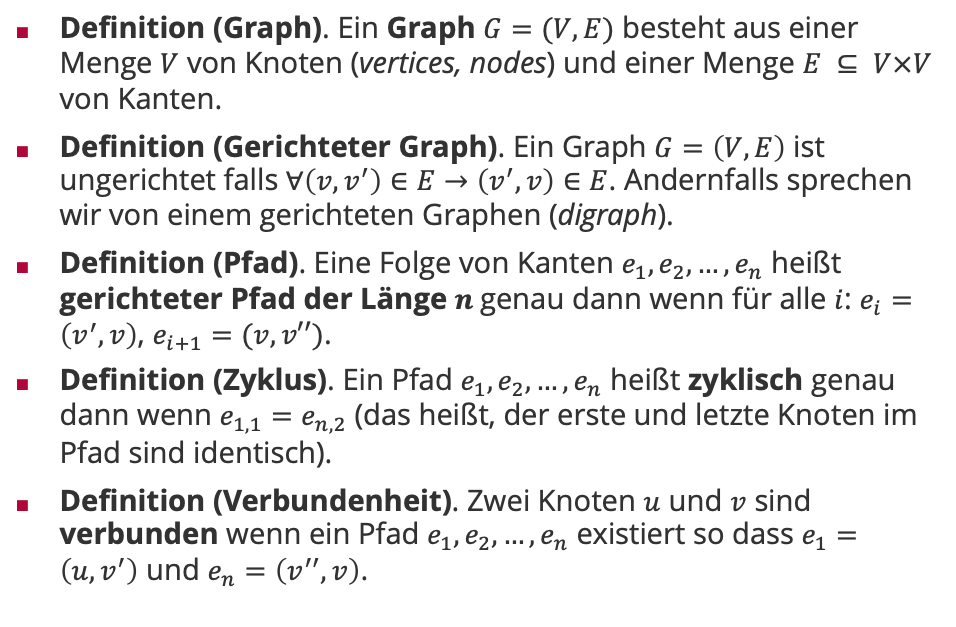 ▪ Definition (Graph). Ein Graph G = (V, E) besteht aus einer
Menge V von Knoten (vertices, nodes) und einer Menge E ⊆ V×V
von Kanten.
▪ Definition (Gerichteter Graph). Ein Graph G = (V, E) ist
ungerichtet falls ∀(v, v′) ∈ E → (v′, v) ∈ E. Andernfalls sprechen
wir von einem gerichteten Graphen (digraph).
▪ Definition (Pfad). Eine Folge von Kanten e₁, e₂, … , eₙ heißt
gerichteter Pfad der Länge n genau dann wenn für alle i: eᵢ =
(v′, v), eᵢ₊₁ = (v, v′′).
▪ Definition (Zyklus). Ein Pfad e₁, e₂, … , eₙ heißt zyklisch genau
dann wenn e₁,₁ = eₙ,₂ (das heißt, der erste und letzte Knoten im
Pfad sind identisch).
▪ Definition (Verbundenheit). Zwei Knoten u und v sind
verbunden wenn ein Pfad e₁, e₂, … , eₙ existiert so dass e₁ =
(u, v′) und eₙ = (v′′, v).